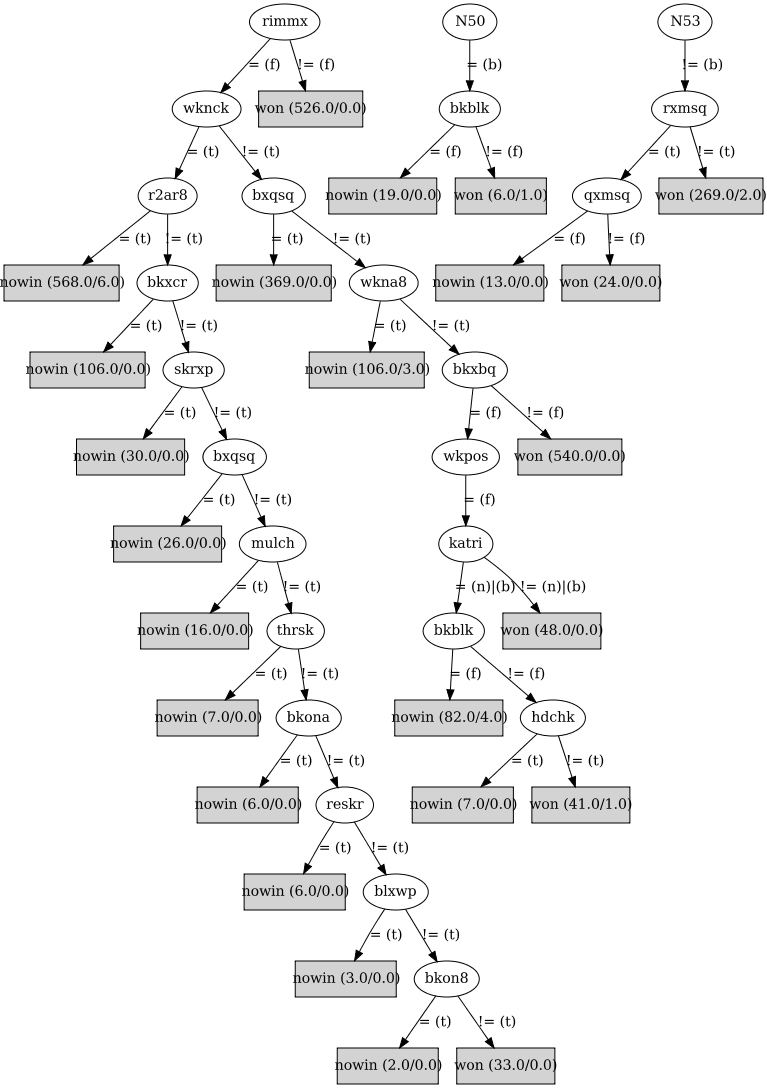 rimmx N50 N53
= (f) != (f) = (b) != (b)
wknck won (526.0/0.0) bkblk rxmsq
= (t) != (t) = (f) != (f) = (t) != (t)
r2ar8 bxqsq nowin (19.0/0.0) won (6.0/1.0) qxmsq won (269.0/2.0)
= (t) != (t) = (t) != (t) = (f) != (f)
nowin (568.0/6.0) bkxcr nowin (369.0/0.0) wkna8 nowin (13.0/0.0) won (24.0/0.0)
= (t) != (t) = (t) != (t)
nowin (106.0/0.0) skrxp nowin (106.0/3.0) bkxbq
= (t) != (t) = (f) != (f)
nowin (30.0/0.0) bxqsq wkpos won (540.0/0.0)
= (t) != (t) = (f)
nowin (26.0/0.0) mulch katri
= (t) != (t) = (n)|(b) != (n)|(b)
nowin (16.0/0.0) thrsk bkblk won (48.0/0.0)
= (t) != (t) = (f) != (f)
nowin (7.0/0.0) bkona nowin (82.0/4.0) hdchk
= (t) != (t) = (t) != (t)
nowin (6.0/0.0) reskr nowin (7.0/0.0) won (41.0/1.0)
= (t) != (t)
nowin (6.0/0.0) blxwp
= (t) != (t)
nowin (3.0/0.0) bkon8
= (t) != (t)
nowin (2.0/0.0) won (33.0/0.0)